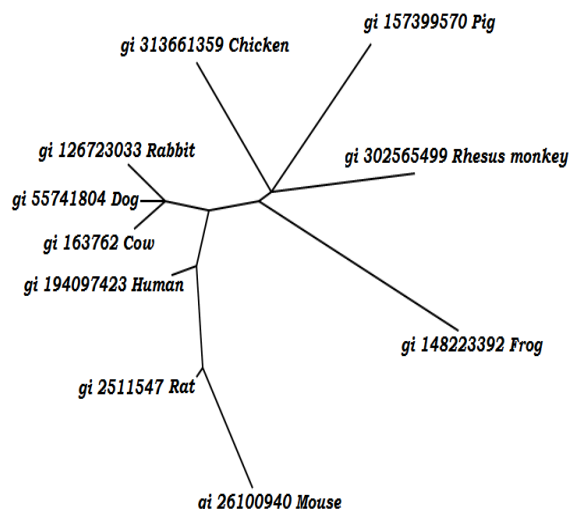 gi 157399570 Pig
gi 313661359 Chicken
gi 126723033 Rabbit
gi 302565499 Rhesus monkey
gi 55741804 Dog
gi 163762 Cow
gi 194097423 Human
gi 148223392 Frog
gi 2511547 Rat
gi 26100940 Mouse